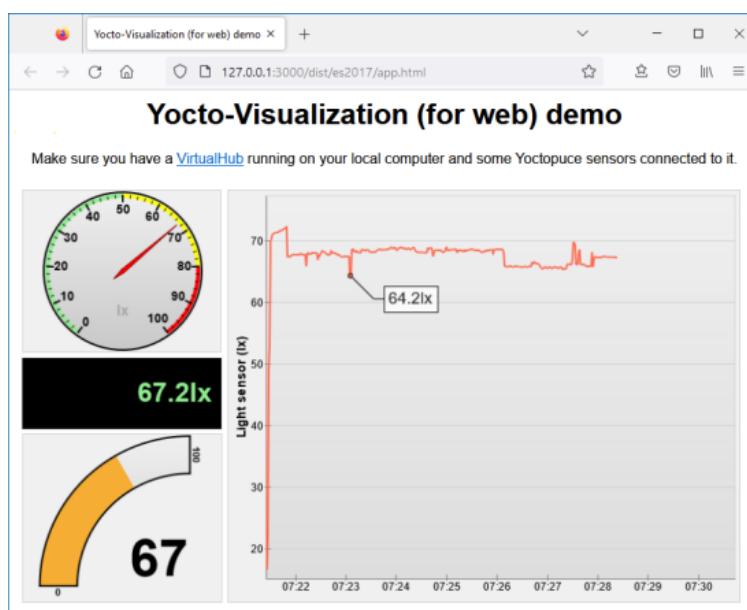 Yocto-Visualization (for web) demo
127.0.0.1:3000/dist/es2017/app.html
Yocto-Visualization (for web) demo
Make sure you have a VirtualHub running on your local computer and some Yoctopuce sensors connected to it.
0
10
20
30
40
50
60
70
80
90
100
lx
67.2lx
0
100
67
Light sensor (lx)
70
60
50
40
30
20
64.2lx
07:22 07:23 07:24 07:25 07:26 07:27 07:28 07:29 07:30